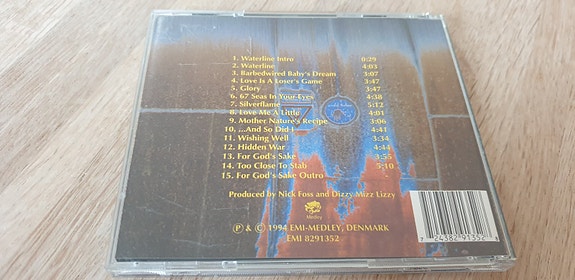 1. Waterline Intro 0:29
2. Waterline 4:03
3. Barbedwired Baby's Dream 3:07
4. Love Is A Loser's Game 3:47
5. Glory 3:47
6. 67 Seas In Your Eyes 4:38
7. Silverflame 5:12
8. Love Me A Little 4:01
9. Mother Nature's Recipe 3:06
10. ...And So Did I 4:41
11. Wishing Well 3:34
12. Hidden War 4:44
13. For God's Sake 3:55
14. Too Close To Stab 5:10
15. For God's Sake Outro
Produced by Nick Foss and Dizzy Mizz Lizzy
Medley
Ⓟ & © 1994 EMI-MEDLEY, DENMARK
EMI 8291352
7 24382 91352